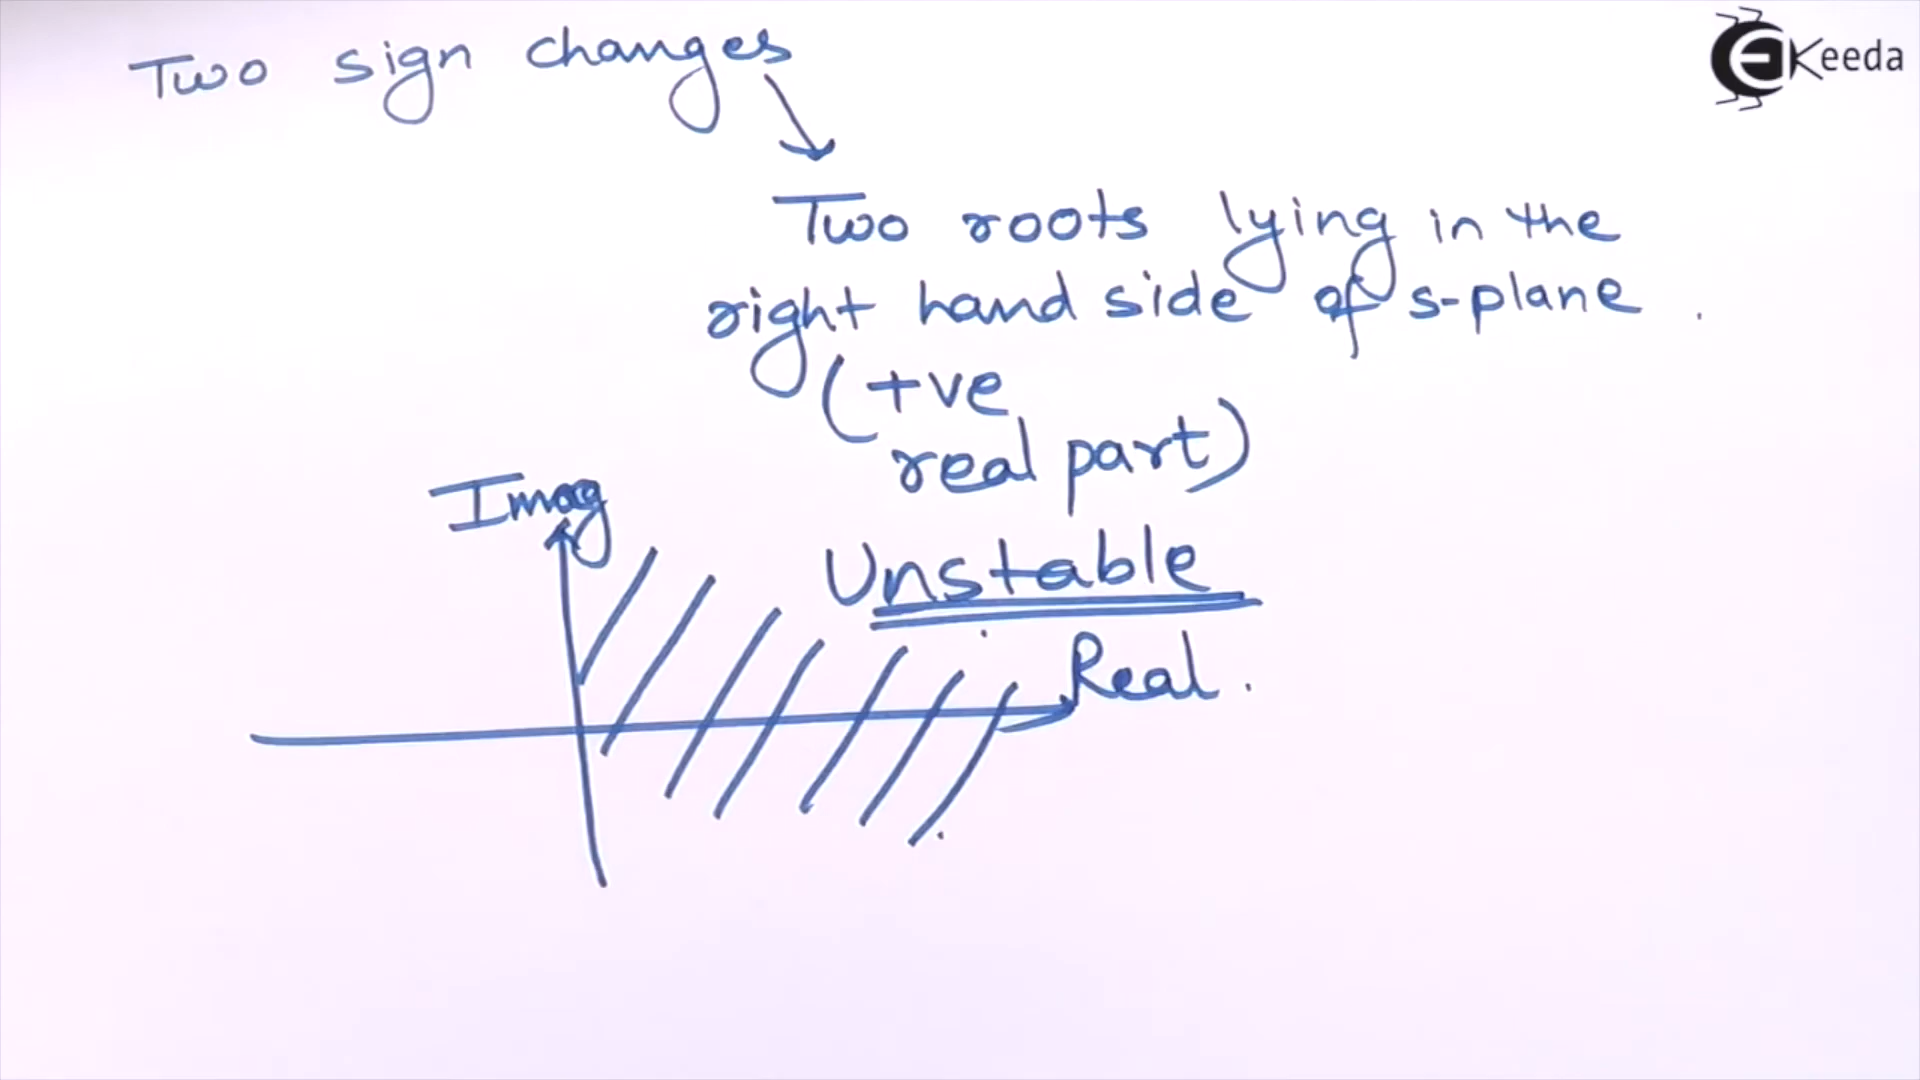 Two sign changes
EKeeda
Two roots lying in the
right hand side of s-plane.
(+ve
real part)
Imag
Unstable
Real.